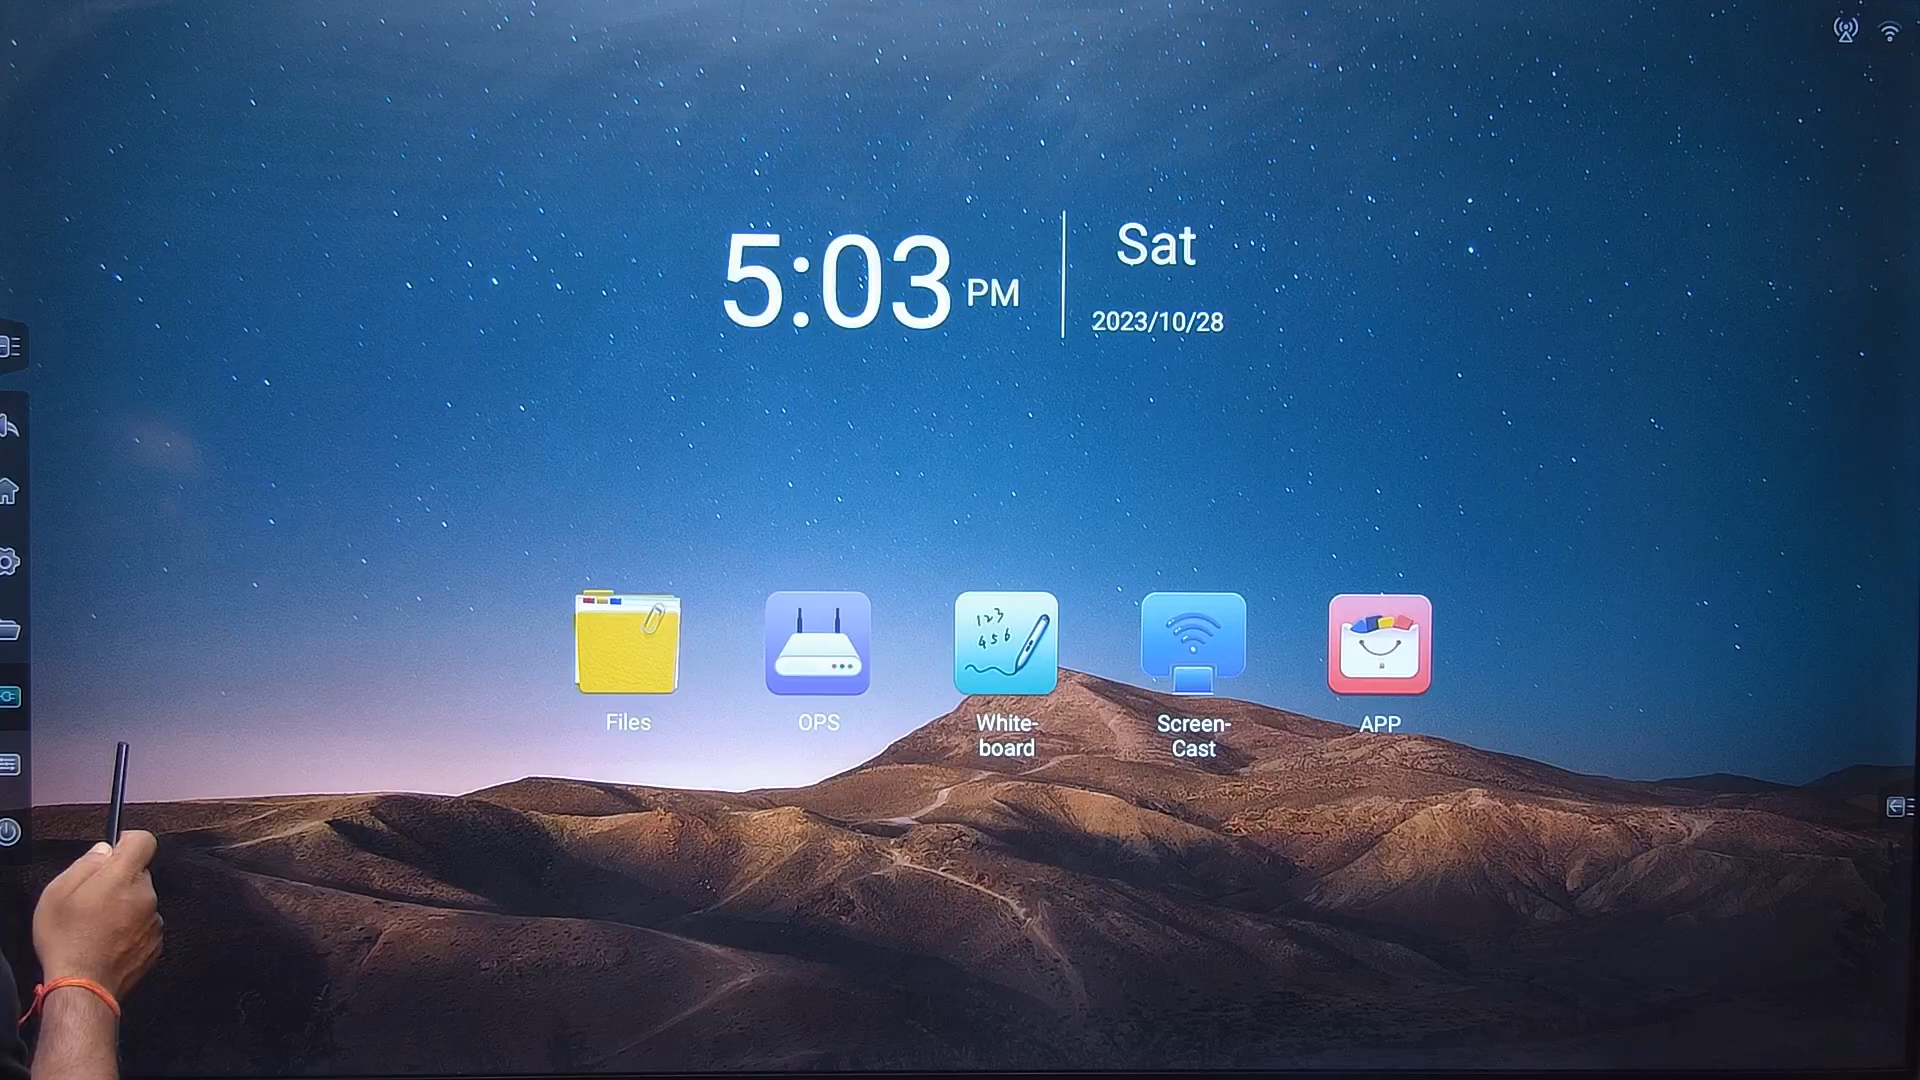 5:03 PM
Sat
2023/10/28
123
456
Files
OPS
White-
board
Screen-
Cast
APP